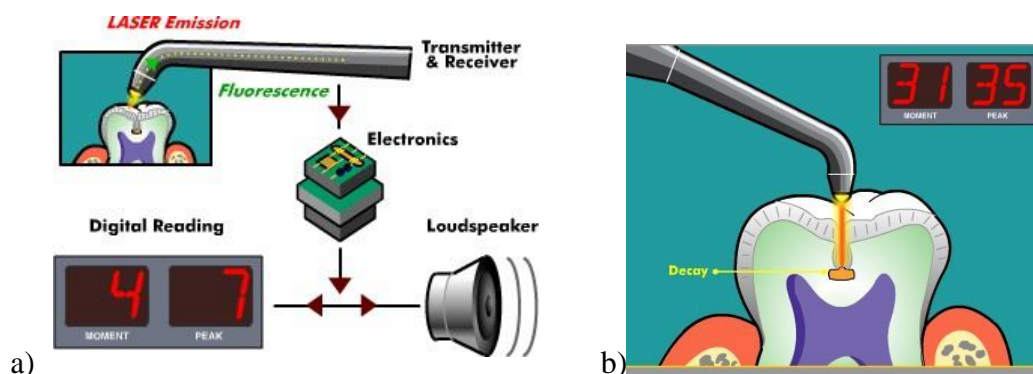 LASER Emission
Transmitter
& Receiver
Fluorescence
Electronics
Digital Reading
Loudspeaker
4 7
MOMENT PEAK
a)
31 35
MOMENT PEAK
Decay
b)